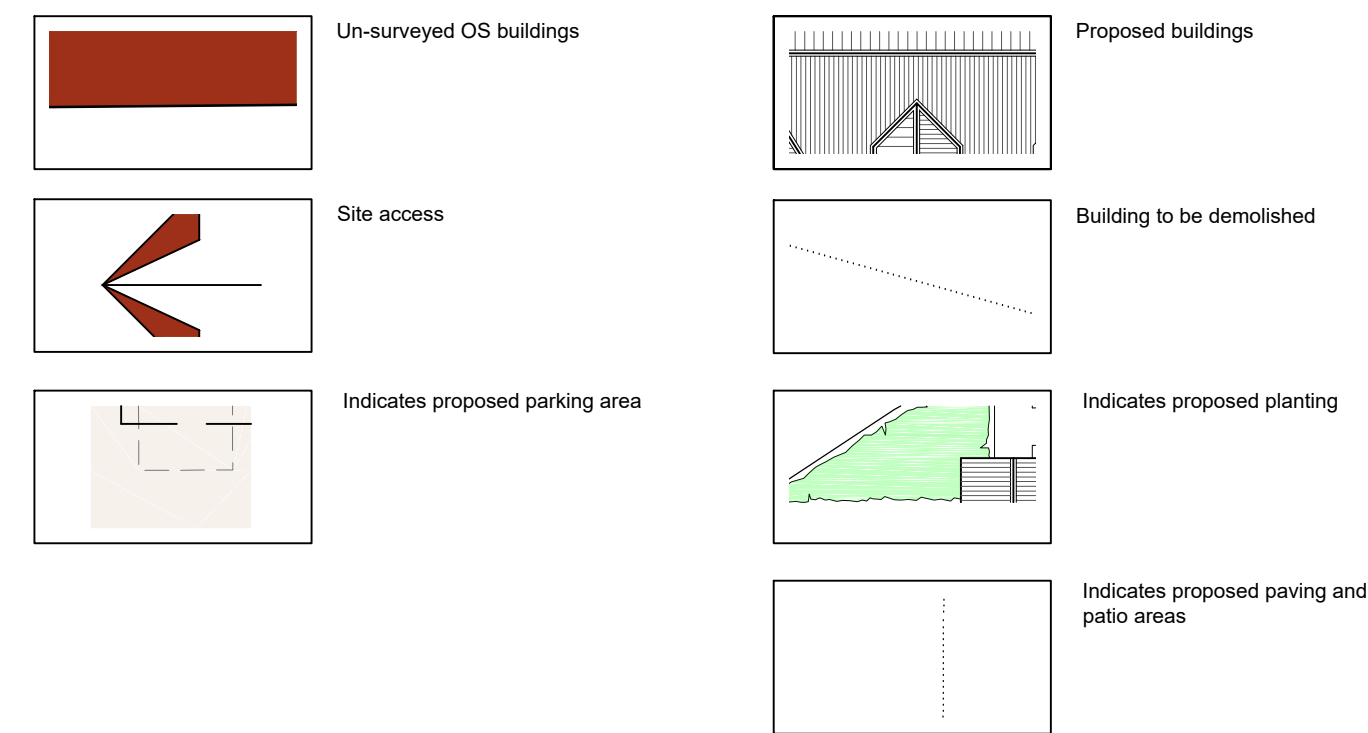 Un-surveyed OS buildings
Proposed buildings
Site access
Building to be demolished
Indicates proposed parking area
Indicates proposed planting
Indicates proposed paving and
patio areas